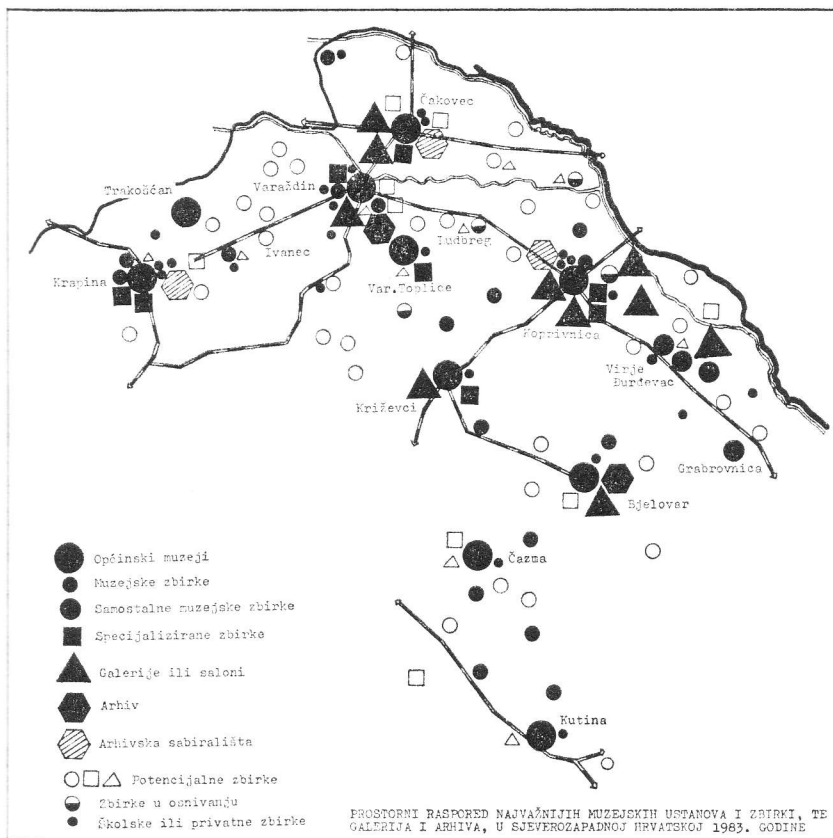 Čakovec
Trakošćan
Varaždin
Ivanec
Ludbreg
Krapina
Var.Toplice
Koprivnica
Virje
Đurđevac
Križevci
Grabrovnica
Bjelovar
Čazma
Kutina
Općinski muzeji
Muzejske zbirke
Samostalne muzejske zbirke
Specijalizirane zbirke
Galerije ili saloni
Arhiv
Arhivska sabirališta
Potencijalne zbirke
Zbirke u osnivanju
Školske ili privatne zbirke
PROSTORNI RASPORED NAJVAŽNIJIH MUZEJSKIH USTANOVA I ZBIRKI, TE
GALERIJA I ARHIVA, U SJEVEROZAPADNOJ HRVATSKOJ 1983. GODINE